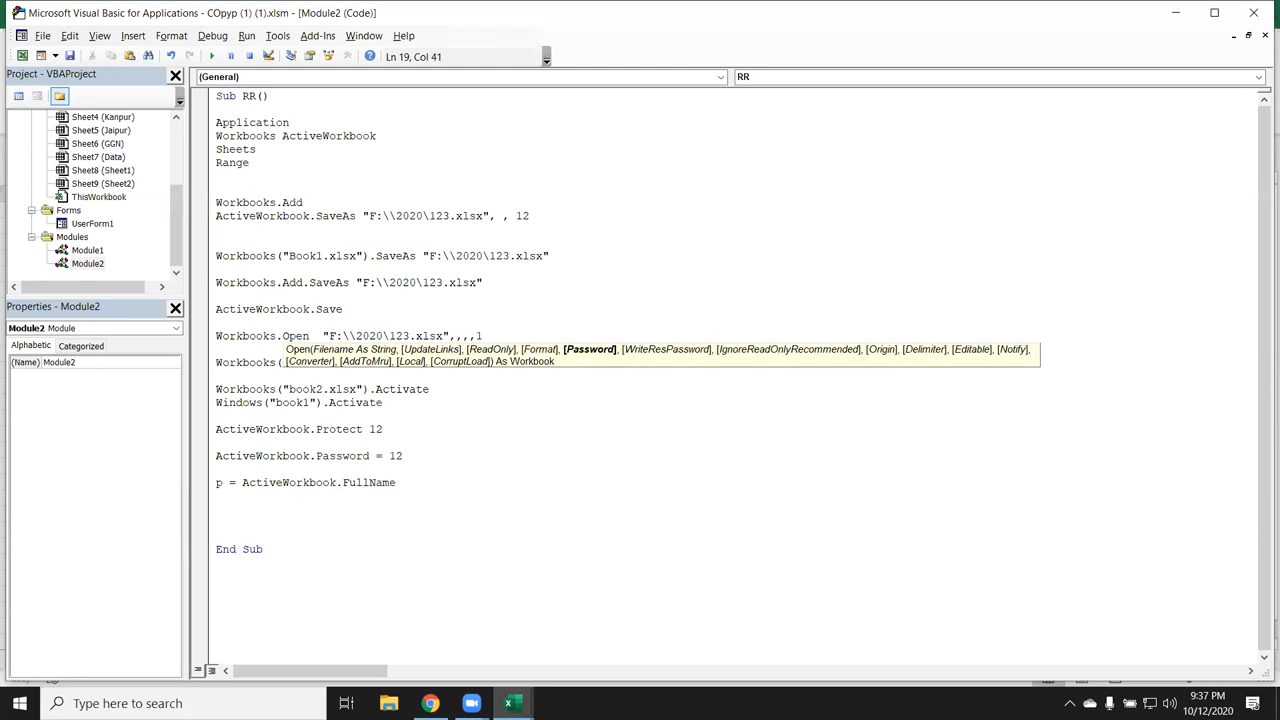 Microsoft Visual Basic for Applications - COpyp (1) (1).xlsm - [Module2 (Code)]
File Edit View Insert Format Debug Run Tools Add-Ins Window Help
Ln 19, Col 41
Project - VBAProject
(General)
RR
Sheet4 (Kanpur)
Sheet5 (Jaipur)
Sheet6 (GGN)
Sheet7 (Data)
Sheet8 (Sheet1)
Sheet9 (Sheet2)
ThisWorkbook
Forms
UserForm1
Modules
Module1
Module2
Properties - Module2
Module2 Module
Alphabetic Categorized
(Name) Module2
Sub RR()
Application
Workbooks ActiveWorkbook
Sheets
Range
Workbooks.Add
ActiveWorkbook.SaveAs "F:\\2020\123.xlsx", , 12
Workbooks("Book1.xlsx").SaveAs "F:\\2020\123.xlsx"
Workbooks.Add.SaveAs "F:\\2020\123.xlsx"
ActiveWorkbook.Save
Workbooks.Open  "F:\\2020\123.xlsx",,,,1
Open(Filename As String, [UpdateLinks], [ReadOnly], [Format], [Password], [WriteResPassword], [IgnoreReadOnlyRecommended], [Origin], [Delimiter], [Editable], [Notify],
[Converter], [AddToMru], [Local], [CorruptLoad]) As Workbook
Workbooks(
Workbooks("book2.xlsx").Activate
Windows("book1").Activate
ActiveWorkbook.Protect 12
ActiveWorkbook.Password = 12
p = ActiveWorkbook.FullName
End Sub
Type here to search
9:37 PM
10/12/2020